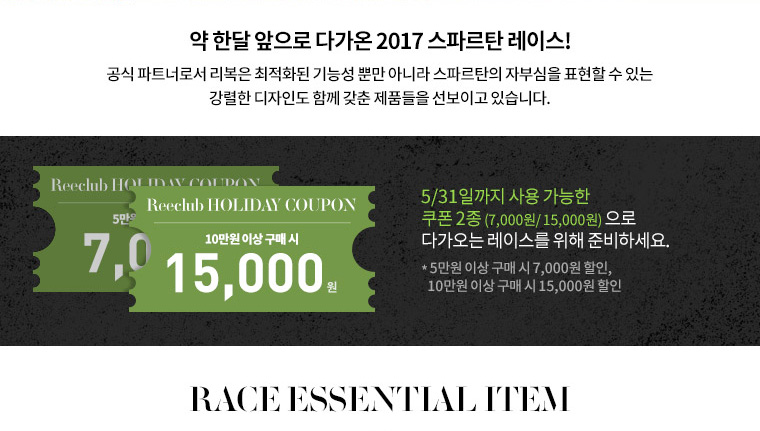 약 한달 앞으로 다가온 2017 스파르탄 레이스!
공식 파트너로서 리복은 최적화된 기능성 뿐만 아니라 스파르탄의 자부심을 표현할 수 있는
강렬한 디자인도 함께 갖춘 제품들을 선보이고 있습니다.
Reeclub HOLIDAY COUPON
5만원
7,0
Reeclub HOLIDAY COUPON
10만원 이상 구매 시
15,000원
5/31일까지 사용 가능한
쿠폰 2종 (7,000원/ 15,000원) 으로
다가오는 레이스를 위해 준비하세요.
* 5만원 이상 구매 시 7,000원 할인,
10만원 이상 구매 시 15,000원 할인
RACE ESSENTIAL ITEM